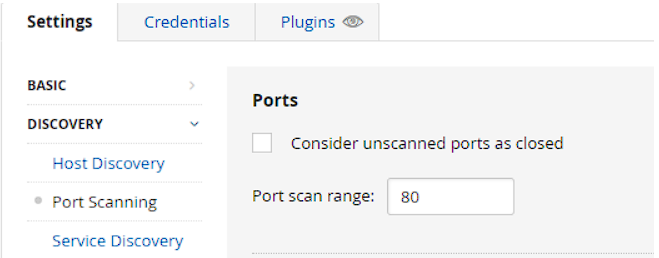 Settings Credentials Plugins
BASIC
DISCOVERY
Host Discovery
Port Scanning
Service Discovery
Ports
Consider unscanned ports as closed
Port scan range: 80